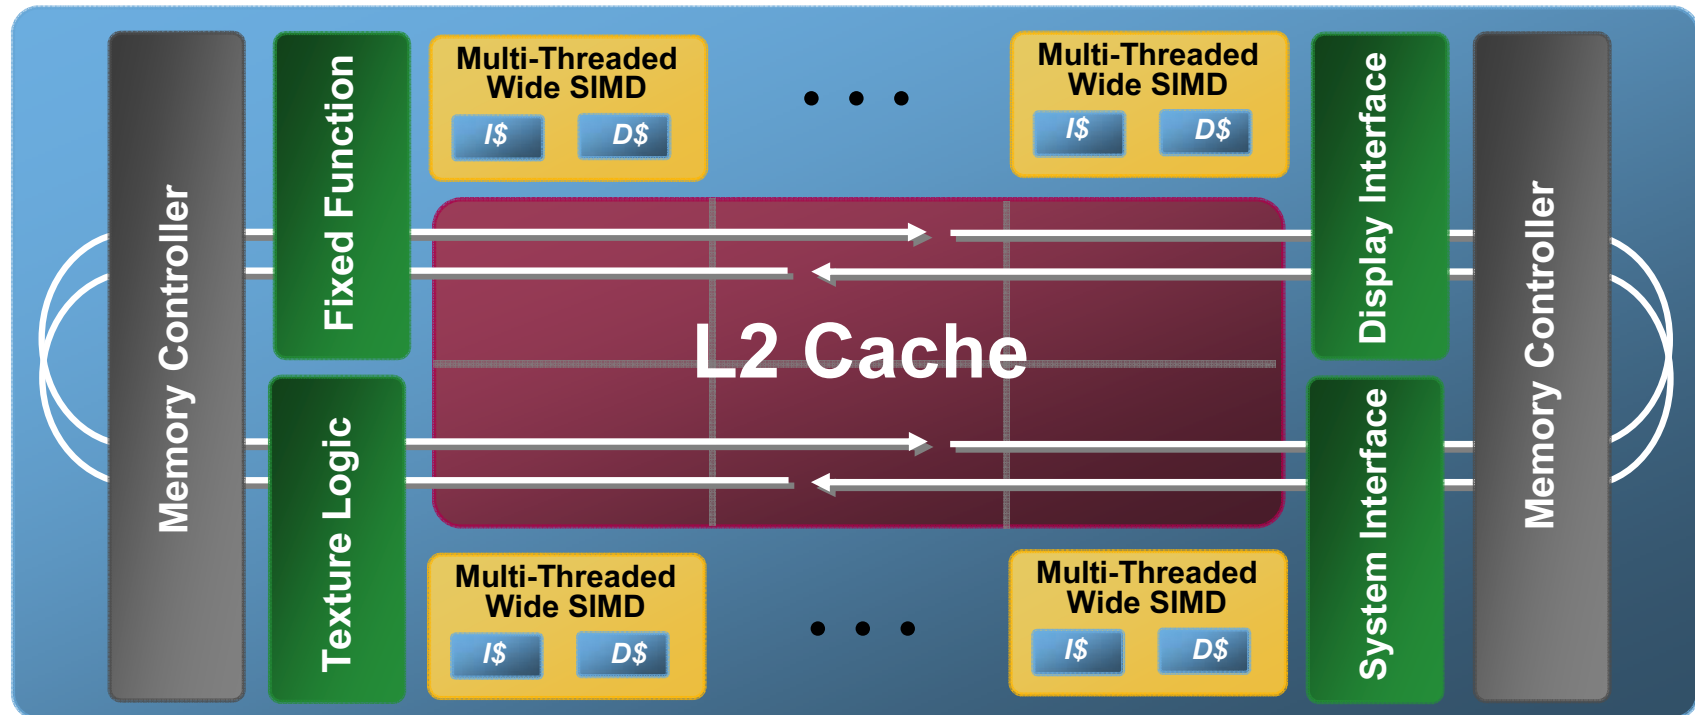 Memory Controller
Fixed Function
Texture Logic
Multi-Threaded
Wide SIMD
I$ D$
Multi-Threaded
Wide SIMD
I$ D$
L2 Cache
Multi-Threaded
Wide SIMD
I$ D$
Multi-Threaded
Wide SIMD
I$ D$
Display Interface
System Interface
Memory Controller